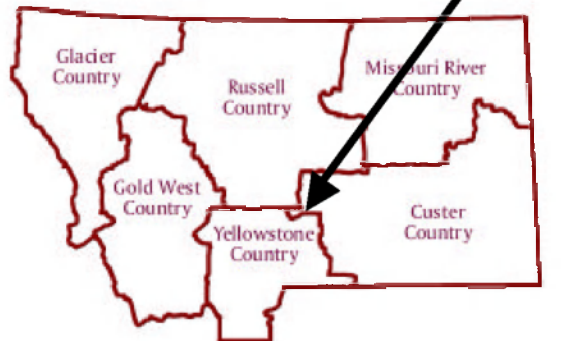 Glacier
Country
Russell
Country
Missouri River
Country
Gold West
Country
Yellowstone
Country
Custer
Country